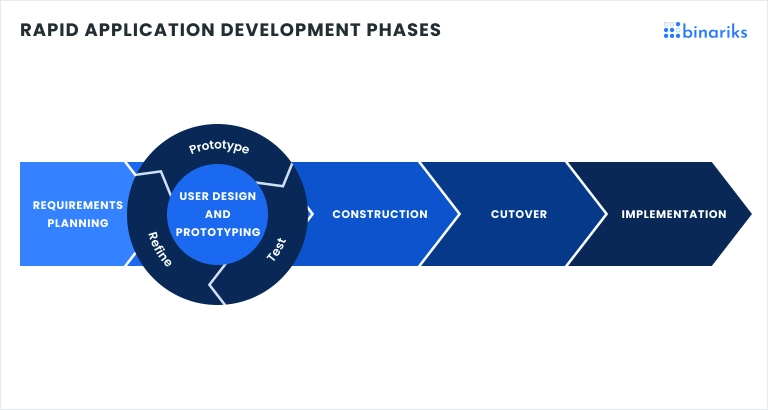 RAPID APPLICATION DEVELOPMENT PHASES
binariks
REQUIREMENTS
PLANNING
Prototype
USER DESIGN
AND
PROTOTYPING
Refine
Test
CONSTRUCTION
CUTOVER
IMPLEMENTATION